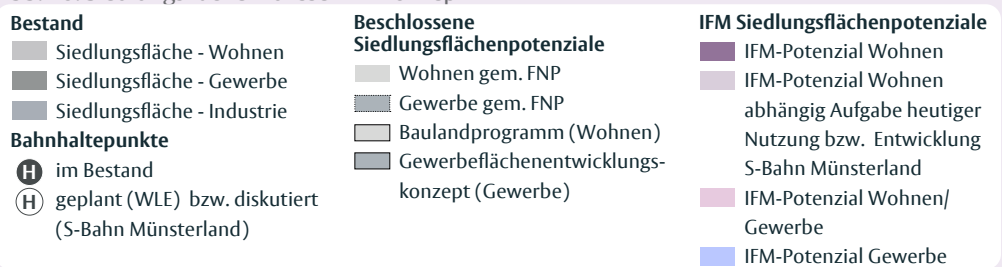 Bestand
Siedlungsfläche - Wohnen
Siedlungsfläche - Gewerbe
Siedlungsfläche - Industrie
Bahnhaltepunkte
H im Bestand
H geplant (WLE) bzw. diskutiert
(S-Bahn Münsterland)
Beschlossene
Siedlungsflächenpotenziale
Wohnen gem. FNP
Gewerbe gem. FNP
Baulandprogramm (Wohnen)
Gewerbeflächenentwicklungs-
konzept (Gewerbe)
IFM Siedlungsflächenpotenziale
IFM-Potenzial Wohnen
IFM-Potenzial Wohnen
abhängig Aufgabe heutiger
Nutzung bzw. Entwicklung
S-Bahn Münsterland
IFM-Potenzial Wohnen/
Gewerbe
IFM-Potenzial Gewerbe